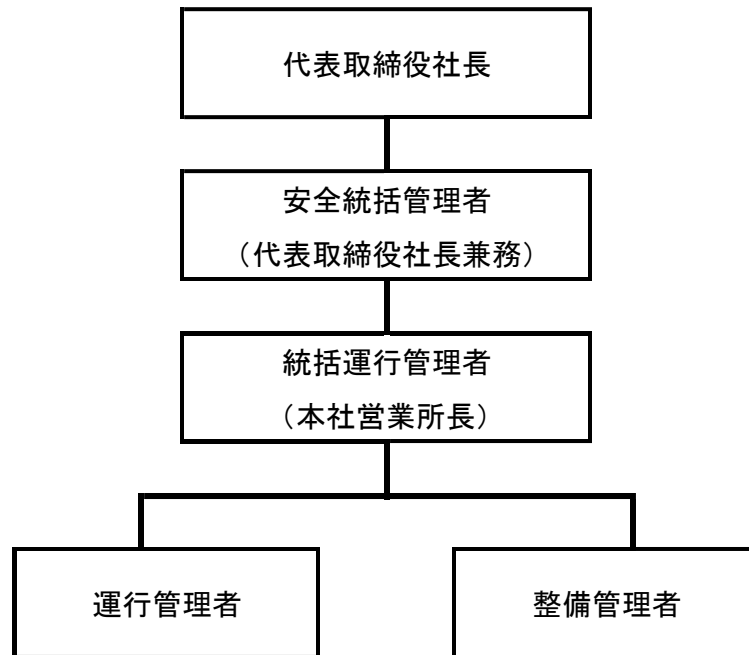 代表取締役社長
安全統括管理者
（代表取締役社長兼務）
統括運行管理者
（本社営業所長）
運行管理者
整備管理者